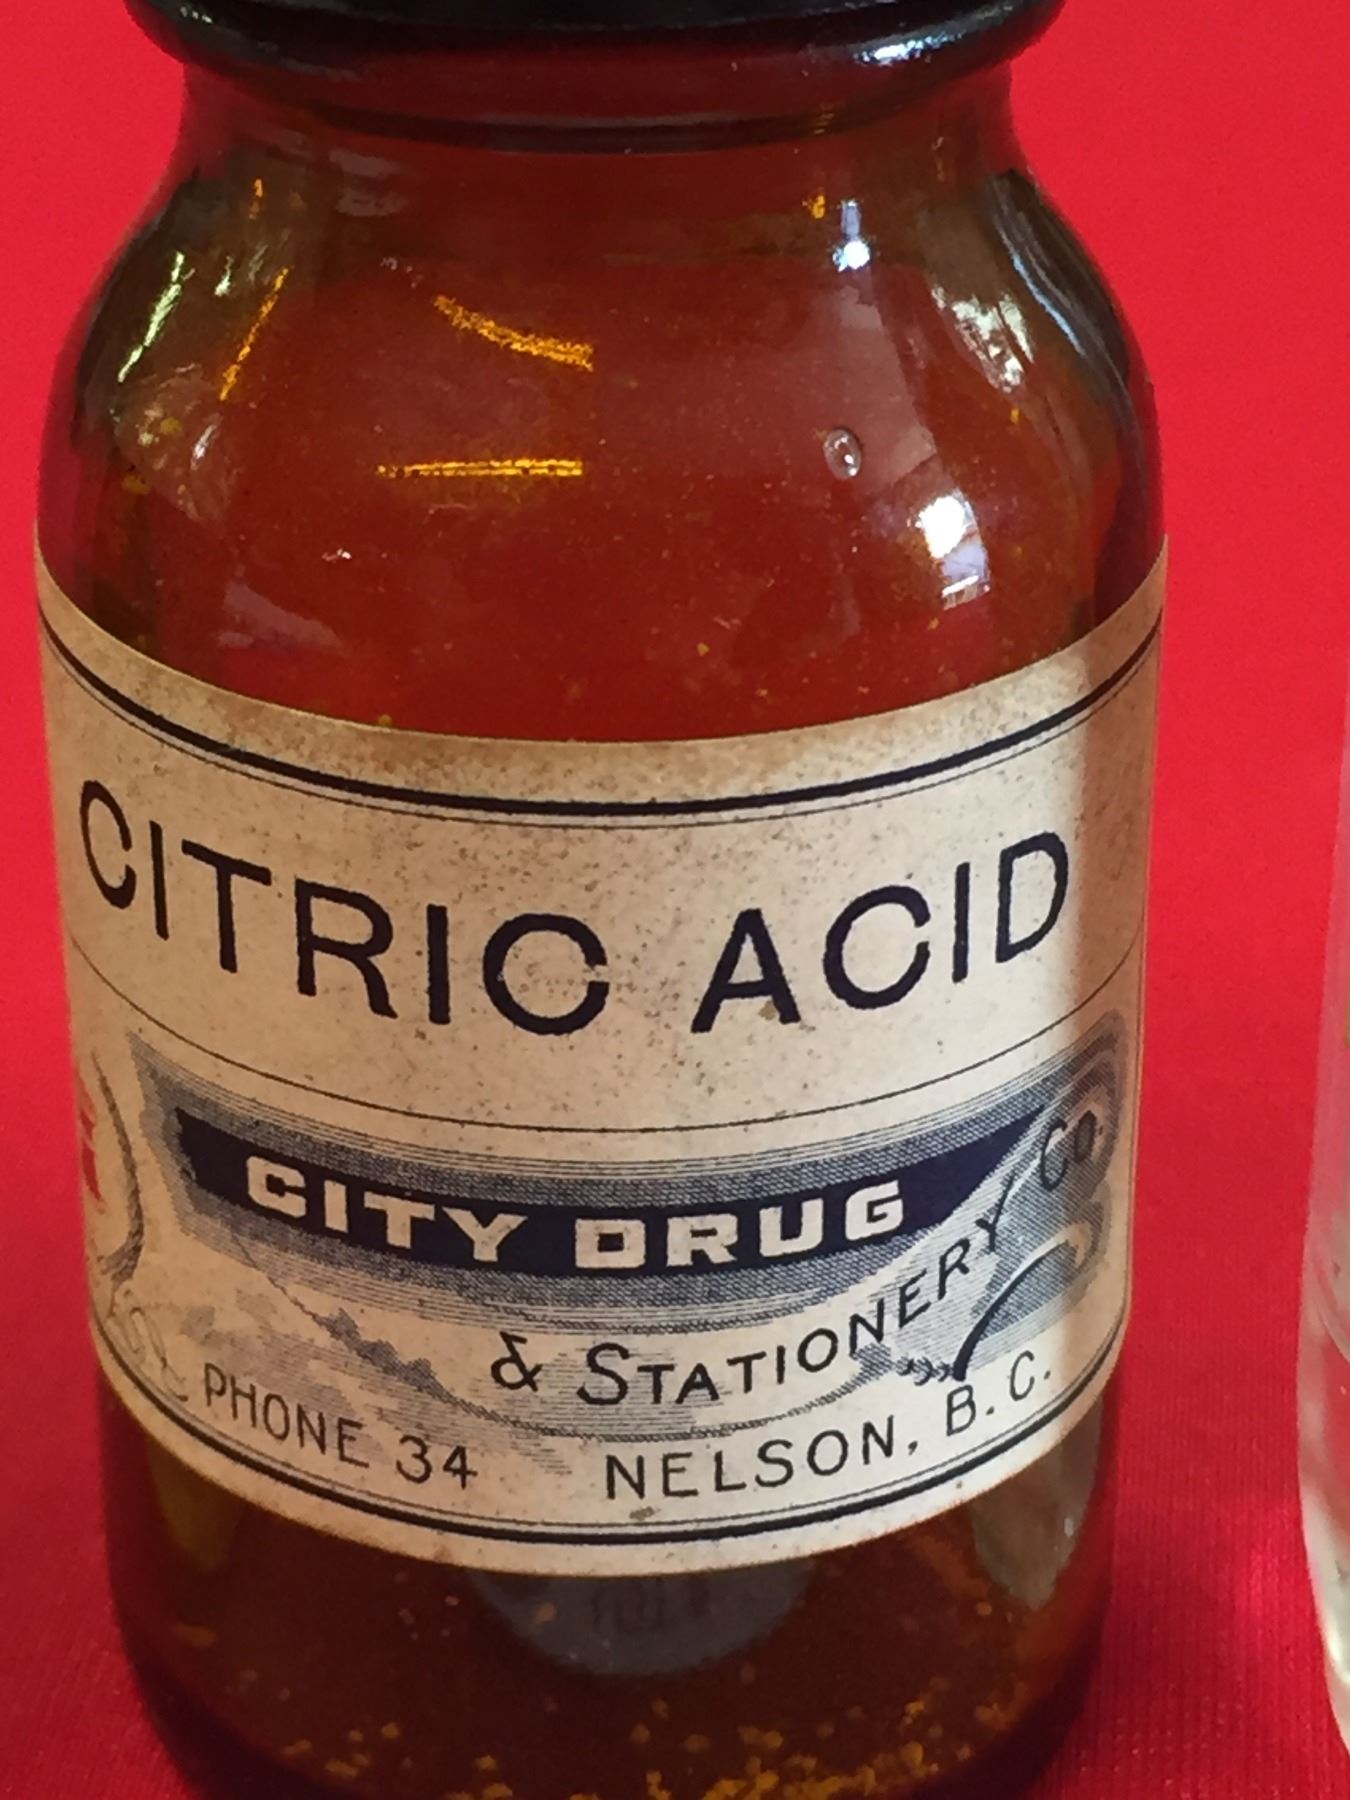 CITRIC ACID
CITY DRUG
& STATIONERY CO.
PHONE 34 NELSON, B.C.